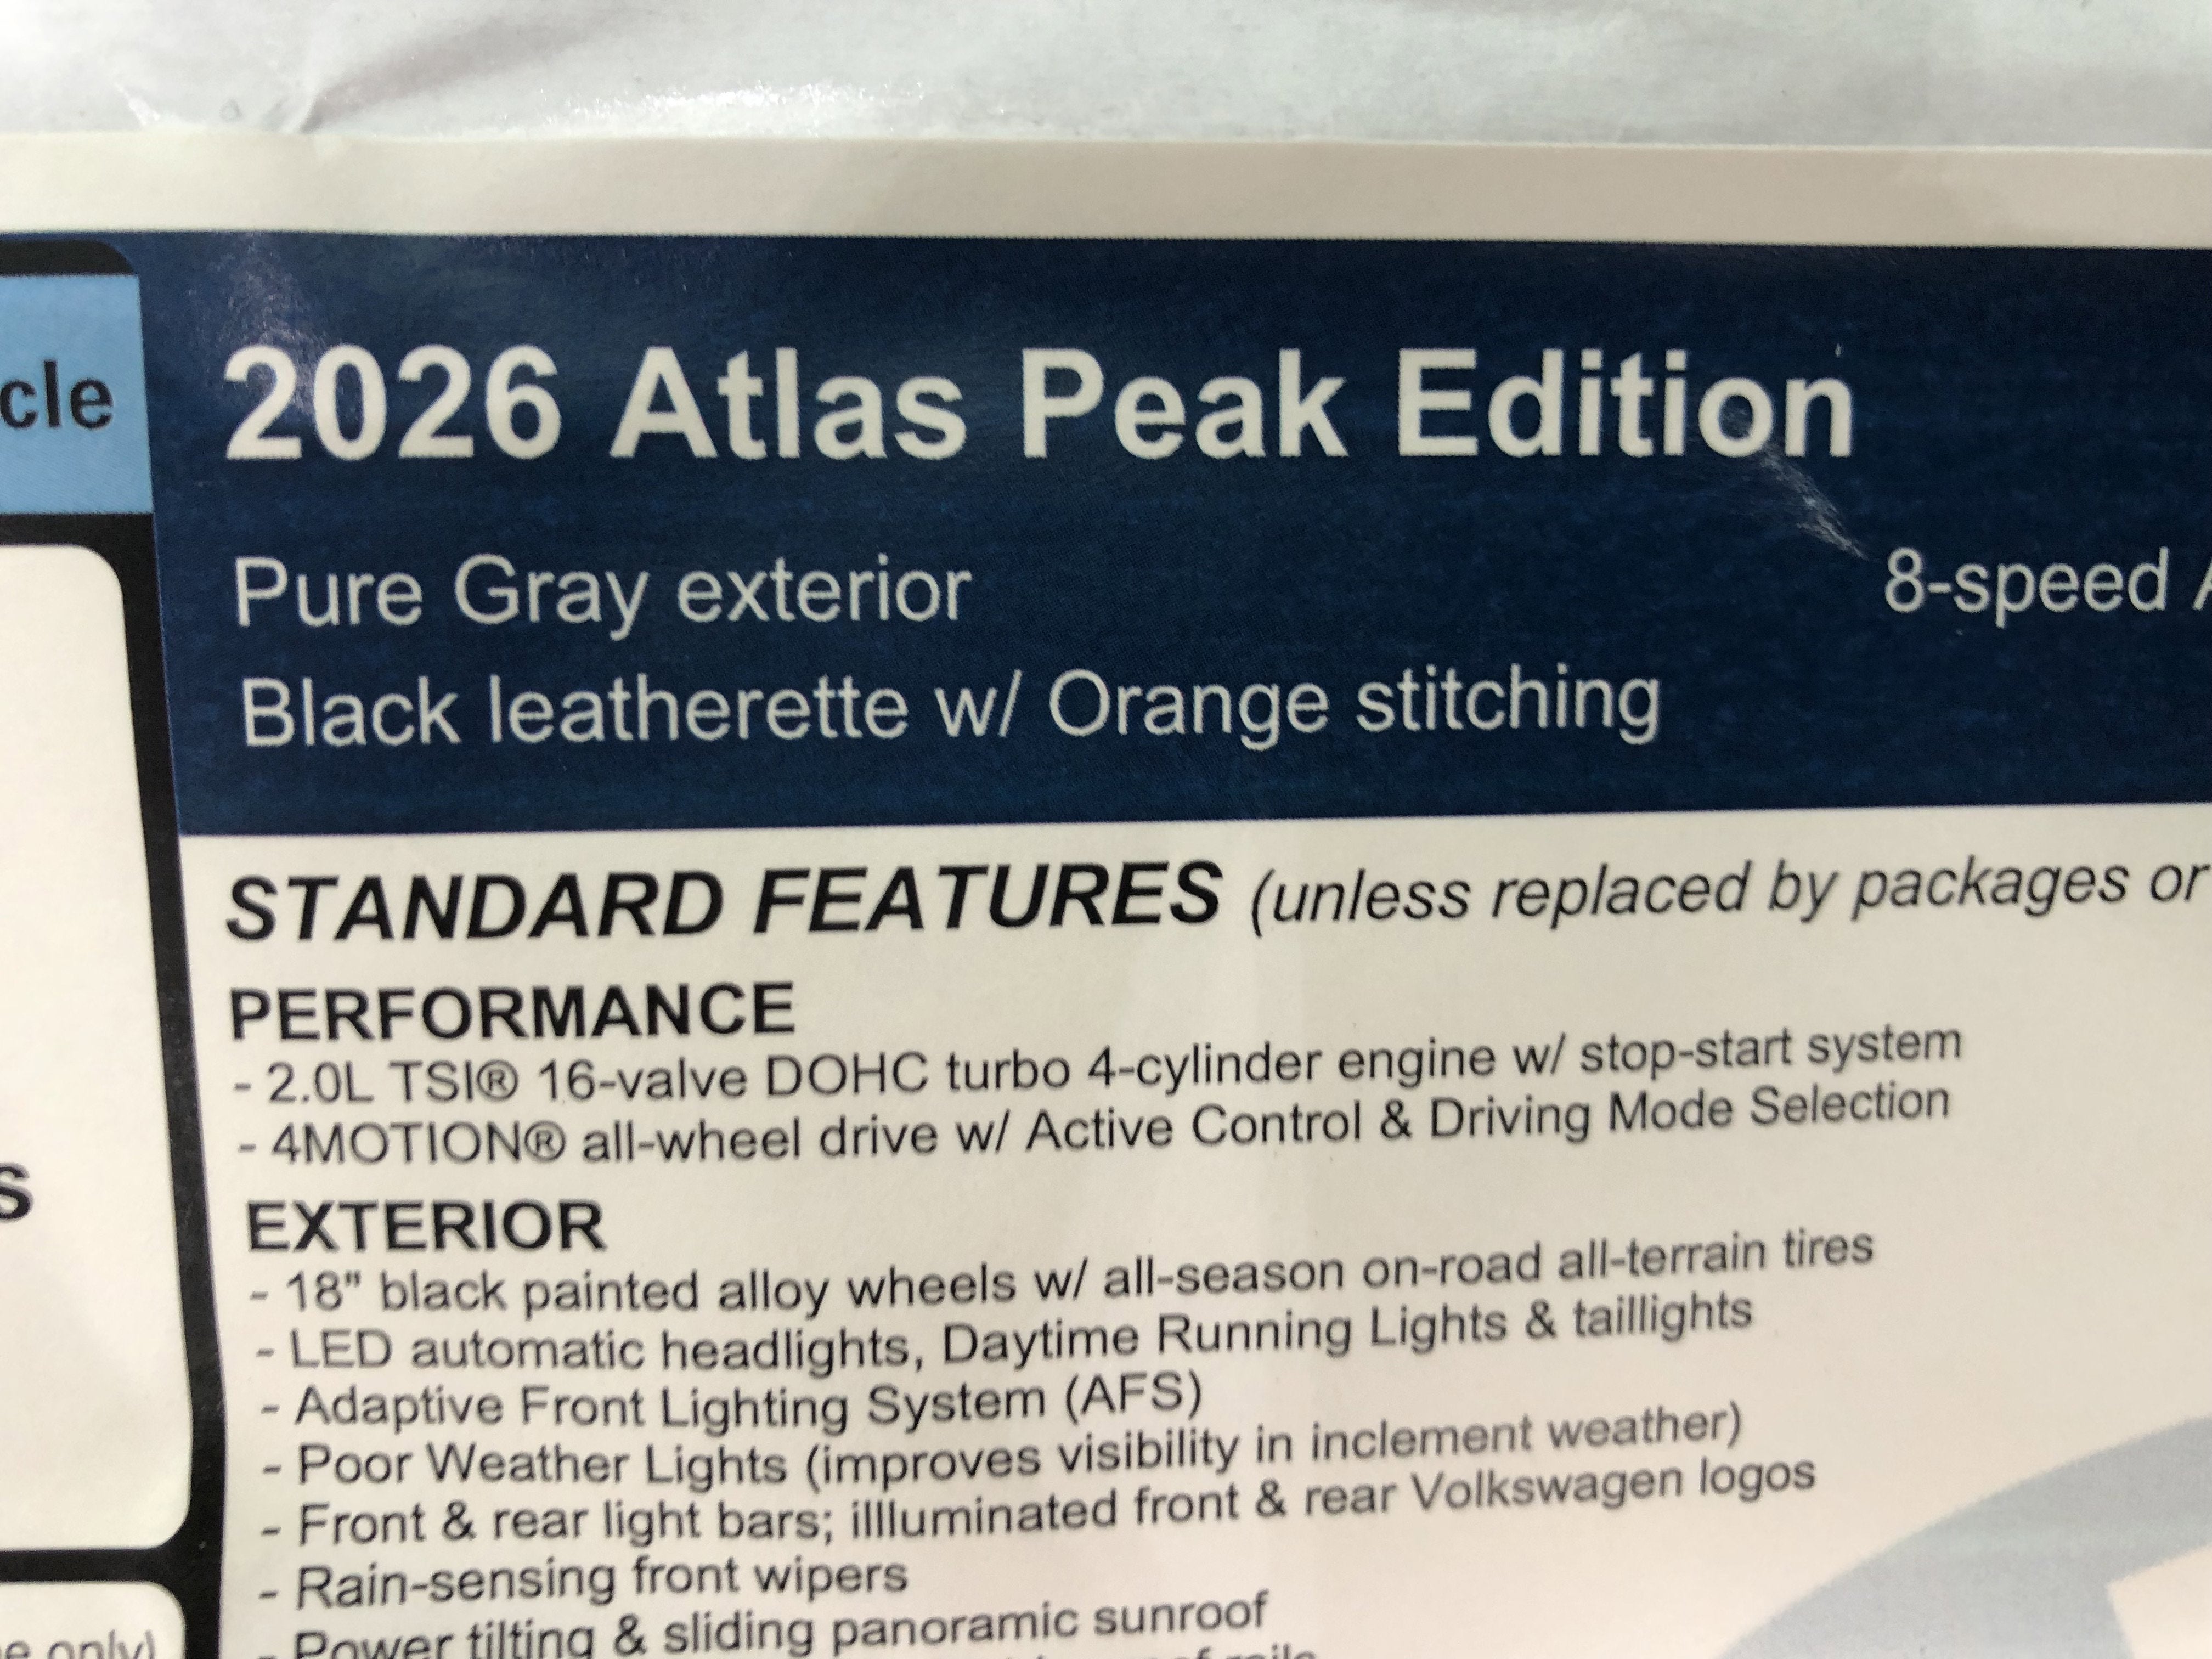 cle
2026 Atlas Peak Edition
Pure Gray exterior
8-speed
Black leatherette w/ Orange stitching
STANDARD FEATURES (unless replaced by packages or
PERFORMANCE
- 2.0L TSI® 16-valve DOHC turbo 4-cylinder engine w/ stop-start system
- 4MOTION® all-wheel drive w/ Active Control & Driving Mode Selection
s
EXTERIOR
- 18" black painted alloy wheels w/ all-season on-road all-terrain tires
- LED automatic headlights, Daytime Running Lights & taillights
- Adaptive Front Lighting System (AFS)
- Poor Weather Lights (improves visibility in inclement weather)
- Front & rear light bars; illluminated front & rear Volkswagen logos
- Rain-sensing front wipers
- Power tilting & sliding panoramic sunroof
only)